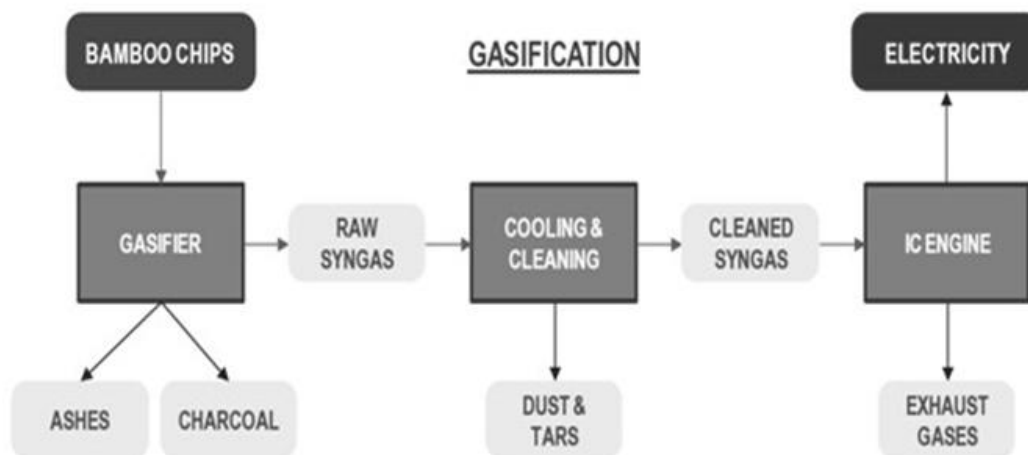 BAMBOO CHIPS
GASIFICATION
ELECTRICITY
GASIFIER
RAW
SYNGAS
COOLING &
CLEANING
CLEANED
SYNGAS
IC ENGINE
ASHES
CHARCOAL
DUST &
TARS
EXHAUST
GASES